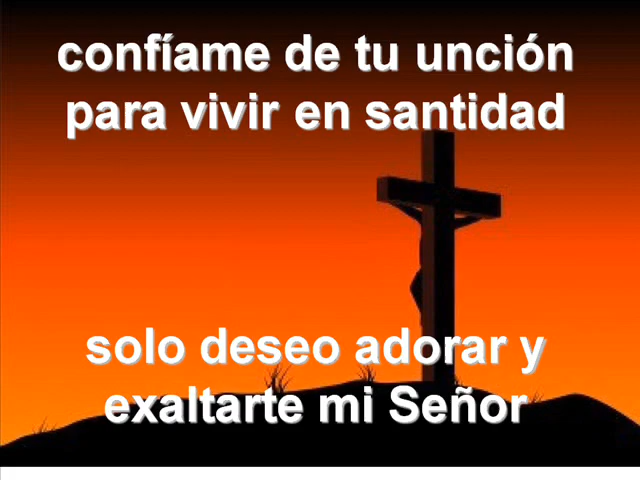 confíame de tu unción
para vivir en santidad
solo deseo adorar y
exaltarte mi Señor